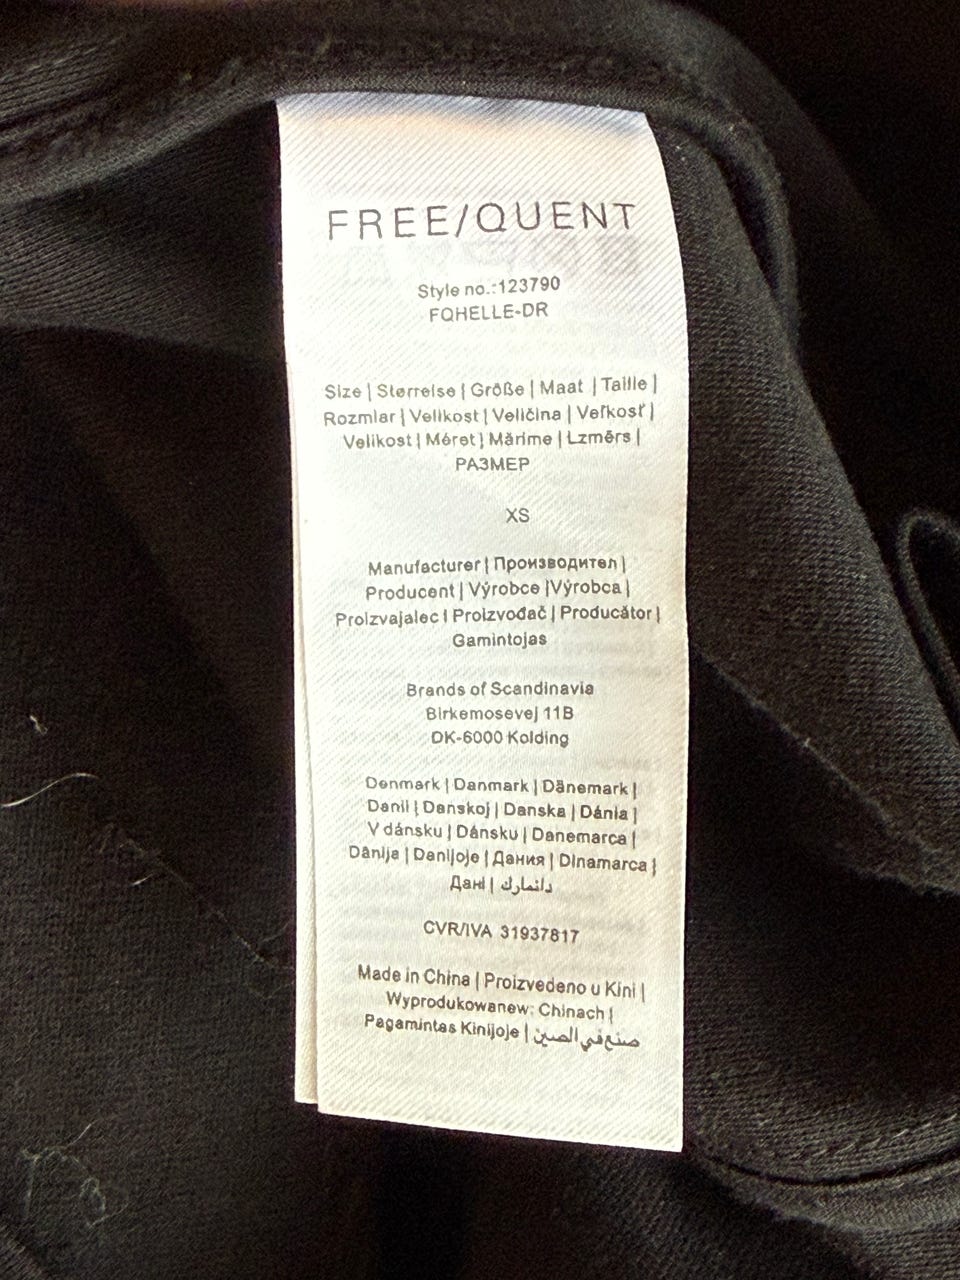 FREE/QUENT
Style no.:123790
FQHELLE-DR
Size | Størrelse | Größe | Maat | Taille |
Rozmiar | Velikost | Veličina | Veľkosť |
Velikost | Méret | Mărime | Lzmērs |
РАЗМЕР
XS
Manufacturer | Производител |
Producent | Výrobce |Výrobca |
Proizvajalec | Proizvođač | Producător |
Gamintojas
Brands of Scandinavia
Birkemosevej 11B
DK-6000 Kolding
Denmark | Danmark | Dänemark |
Danil | Danskoj | Danska | Dánia |
V dánsku | Dánsku | Danemarca |
Dānija | Danijoje | Дания | Dinamarca |
Дані | دانمارك
CVR/IVA 31937817
Made in China | Proizvedeno u Kini |
Wyprodukowanew: Chinach |
Pagamintas Kinijoje | صنع في الصين